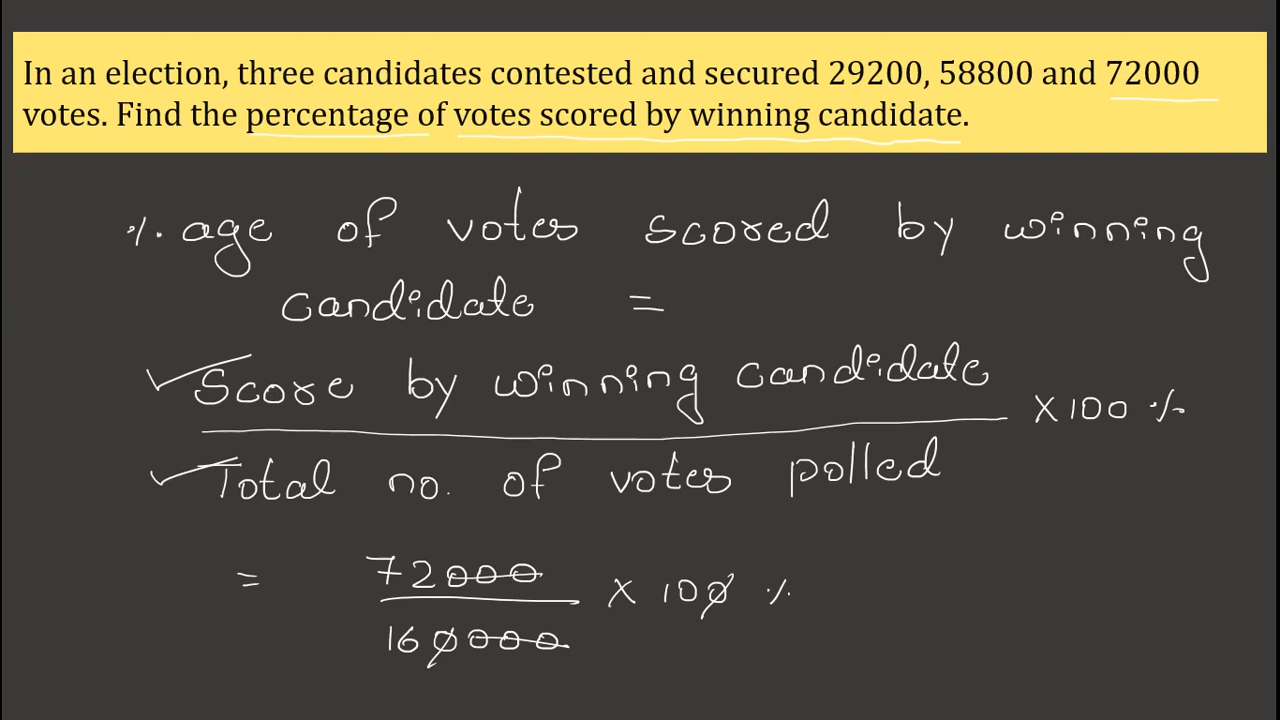 In an election, three candidates contested and secured 29200, 58800 and 72000
votes. Find the percentage of votes scored by winning candidate.
%. age of votes scored by winning
candidate =
Score by winning candidate
× 100 %
Total no. of votes polled
= 72000
× 100 %
160000